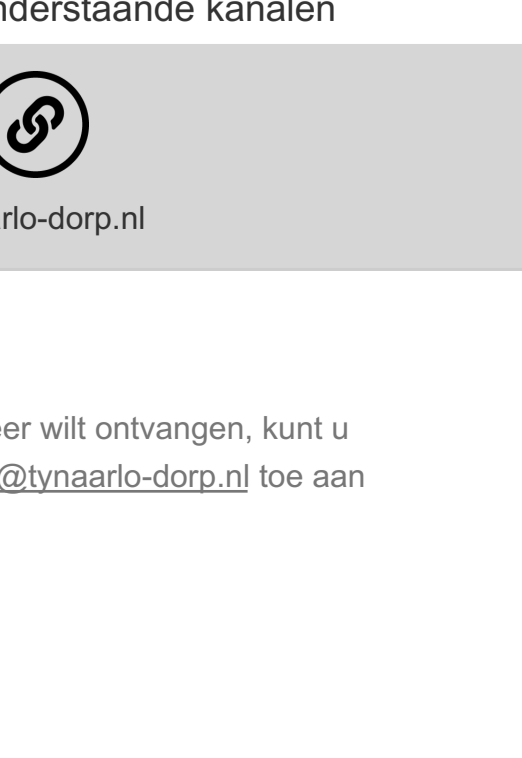 nderstaande kanalen
rlo-dorp.nl
er wilt ontvangen, kunt u
@tynaarlo-dorp.nl toe aan